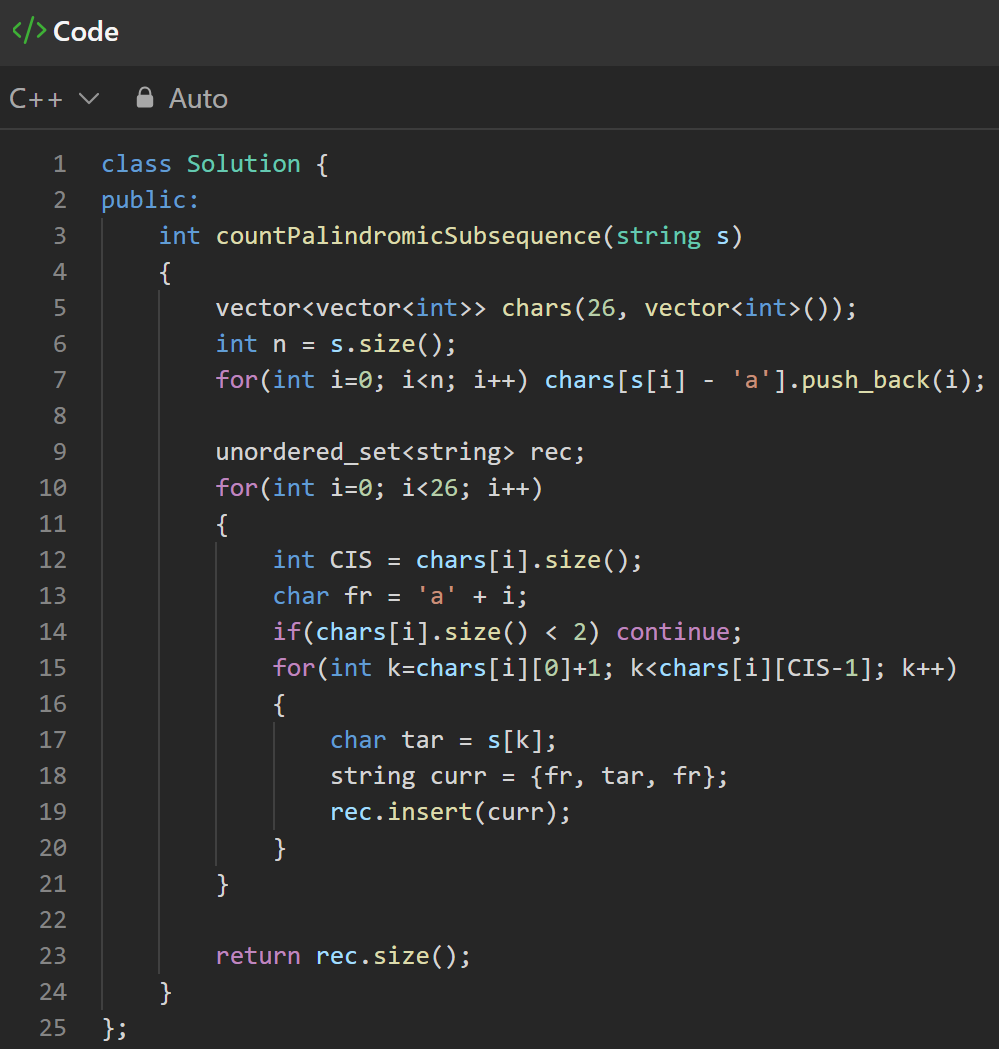 </> Code
C++ Auto
1 class Solution {
2 public:
3     int countPalindromicSubsequence(string s)
4     {
5         vector<vector<int>> chars(26, vector<int>());
6         int n = s.size();
7         for(int i=0; i<n; i++) chars[s[i] - 'a'].push_back(i);
8
9         unordered_set<string> rec;
10         for(int i=0; i<26; i++)
11         {
12             int CIS = chars[i].size();
13             char fr = 'a' + i;
14             if(chars[i].size() < 2) continue;
15             for(int k=chars[i][0]+1; k<chars[i][CIS-1]; k++)
16             {
17                 char tar = s[k];
18                 string curr = {fr, tar, fr};
19                 rec.insert(curr);
20             }
21         }
22
23         return rec.size();
24     }
25 };